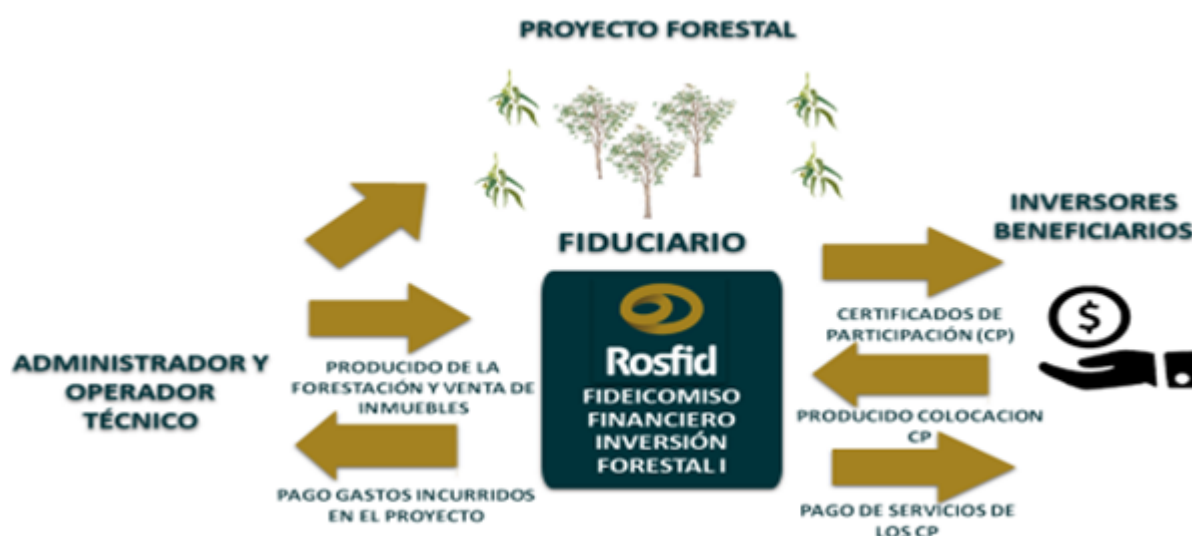 PROYECTO FORESTAL
FIDUCIARIO
INVERSORES
BENEFICIARIOS
CERTIFICADOS DE
PARTICIPACIÓN (CP)
Rosfid
FIDEICOMISO
FINANCIERO
INVERSIÓN
FORESTAL I
ADMINISTRADOR Y
OPERADOR
TÉCNICO
PRODUCIDO DE LA
FORESTACIÓN Y VENTA DE
INMUEBLES
PRODUCIDO COLOCACION
CP
PAGO GASTOS INCURRIDOS
EN EL PROYECTO
PAGO DE SERVICIOS DE
LOS CP
$